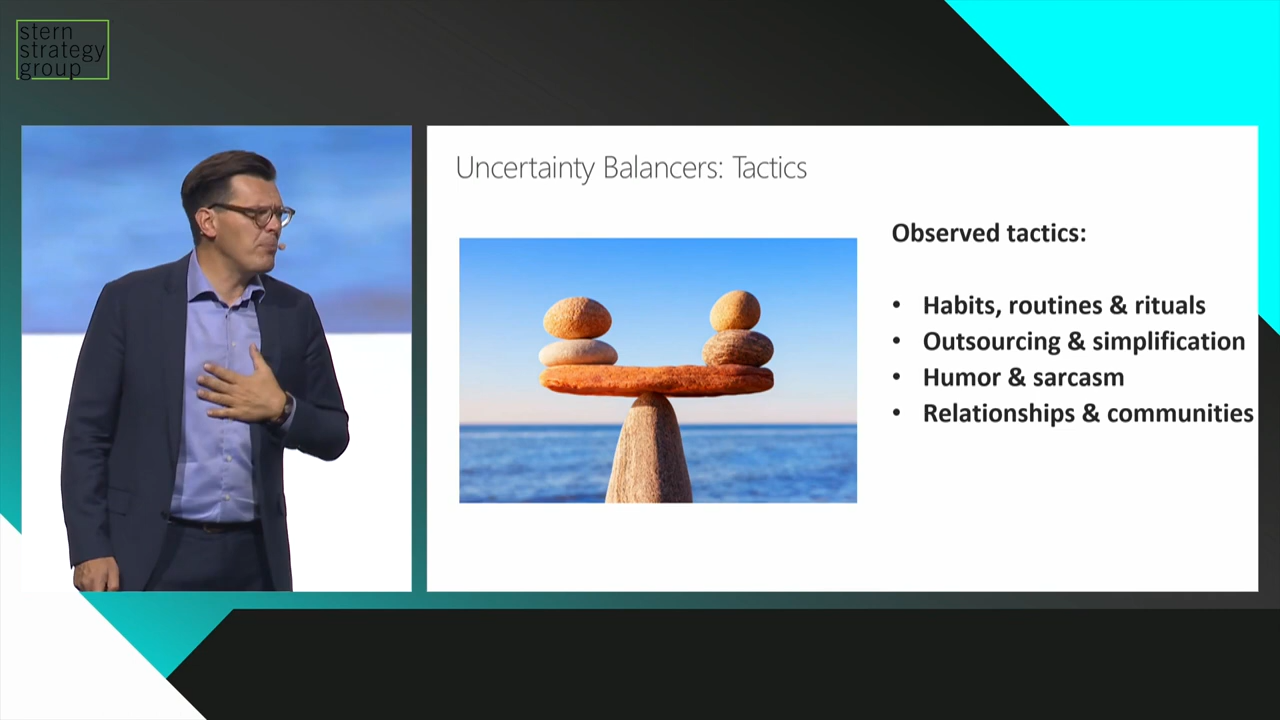 stern
strategy
group
Uncertainty Balancers: Tactics
Observed tactics:
• Habits, routines & rituals
• Outsourcing & simplification
• Humor & sarcasm
• Relationships & communities